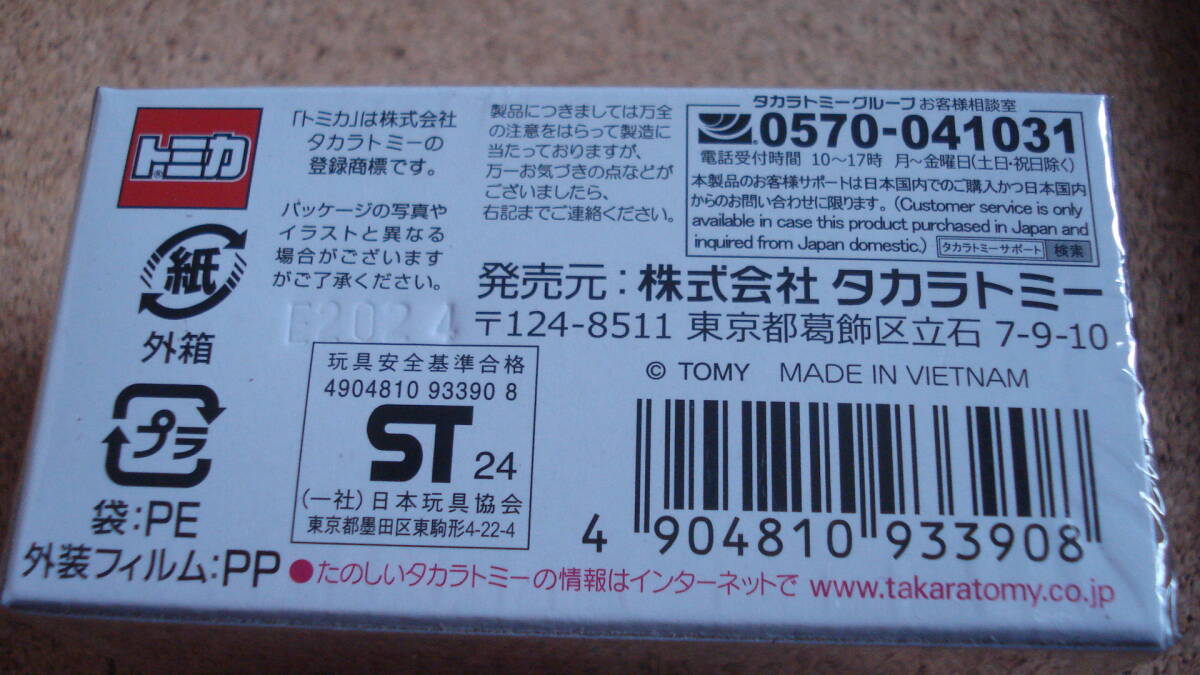 トミカ
®
「トミカ」は株式会社
タカラトミーの
登録商標です。
パッケージの写真や
イラストと異なる
場合がございます
がご了承ください。
製品につきましては万全
の注意をはらって製造に
当たっておりますが、
万一お気づきの点などが
ございましたら、
右記までご連絡ください。
タカラトミーグループ お客様相談室
0570-041031
電話受付時間 10〜17時 月〜金曜日(土日・祝日除く)
本製品のお客様サポートは日本国内でのご購入かつ日本国内
からのお問い合わせに限ります。(Customer service is only
available in case this product purchased in Japan and
inquired from Japan domestic.) タカラトミーサポート 検索
紙
外箱
プラ
袋:PE
外装フィルム:PP
E2024
発売元:株式会社 タカラトミー
〒124-8511 東京都葛飾区立石 7-9-10
© TOMY MADE IN VIETNAM
玩具安全基準合格
4904810 93390 8
ST 24
(一社)日本玩具協会
東京都墨田区東駒形4-22-4
4 904810 933908
●たのしいタカラトミーの情報はインターネットで www.takaratomy.co.jp